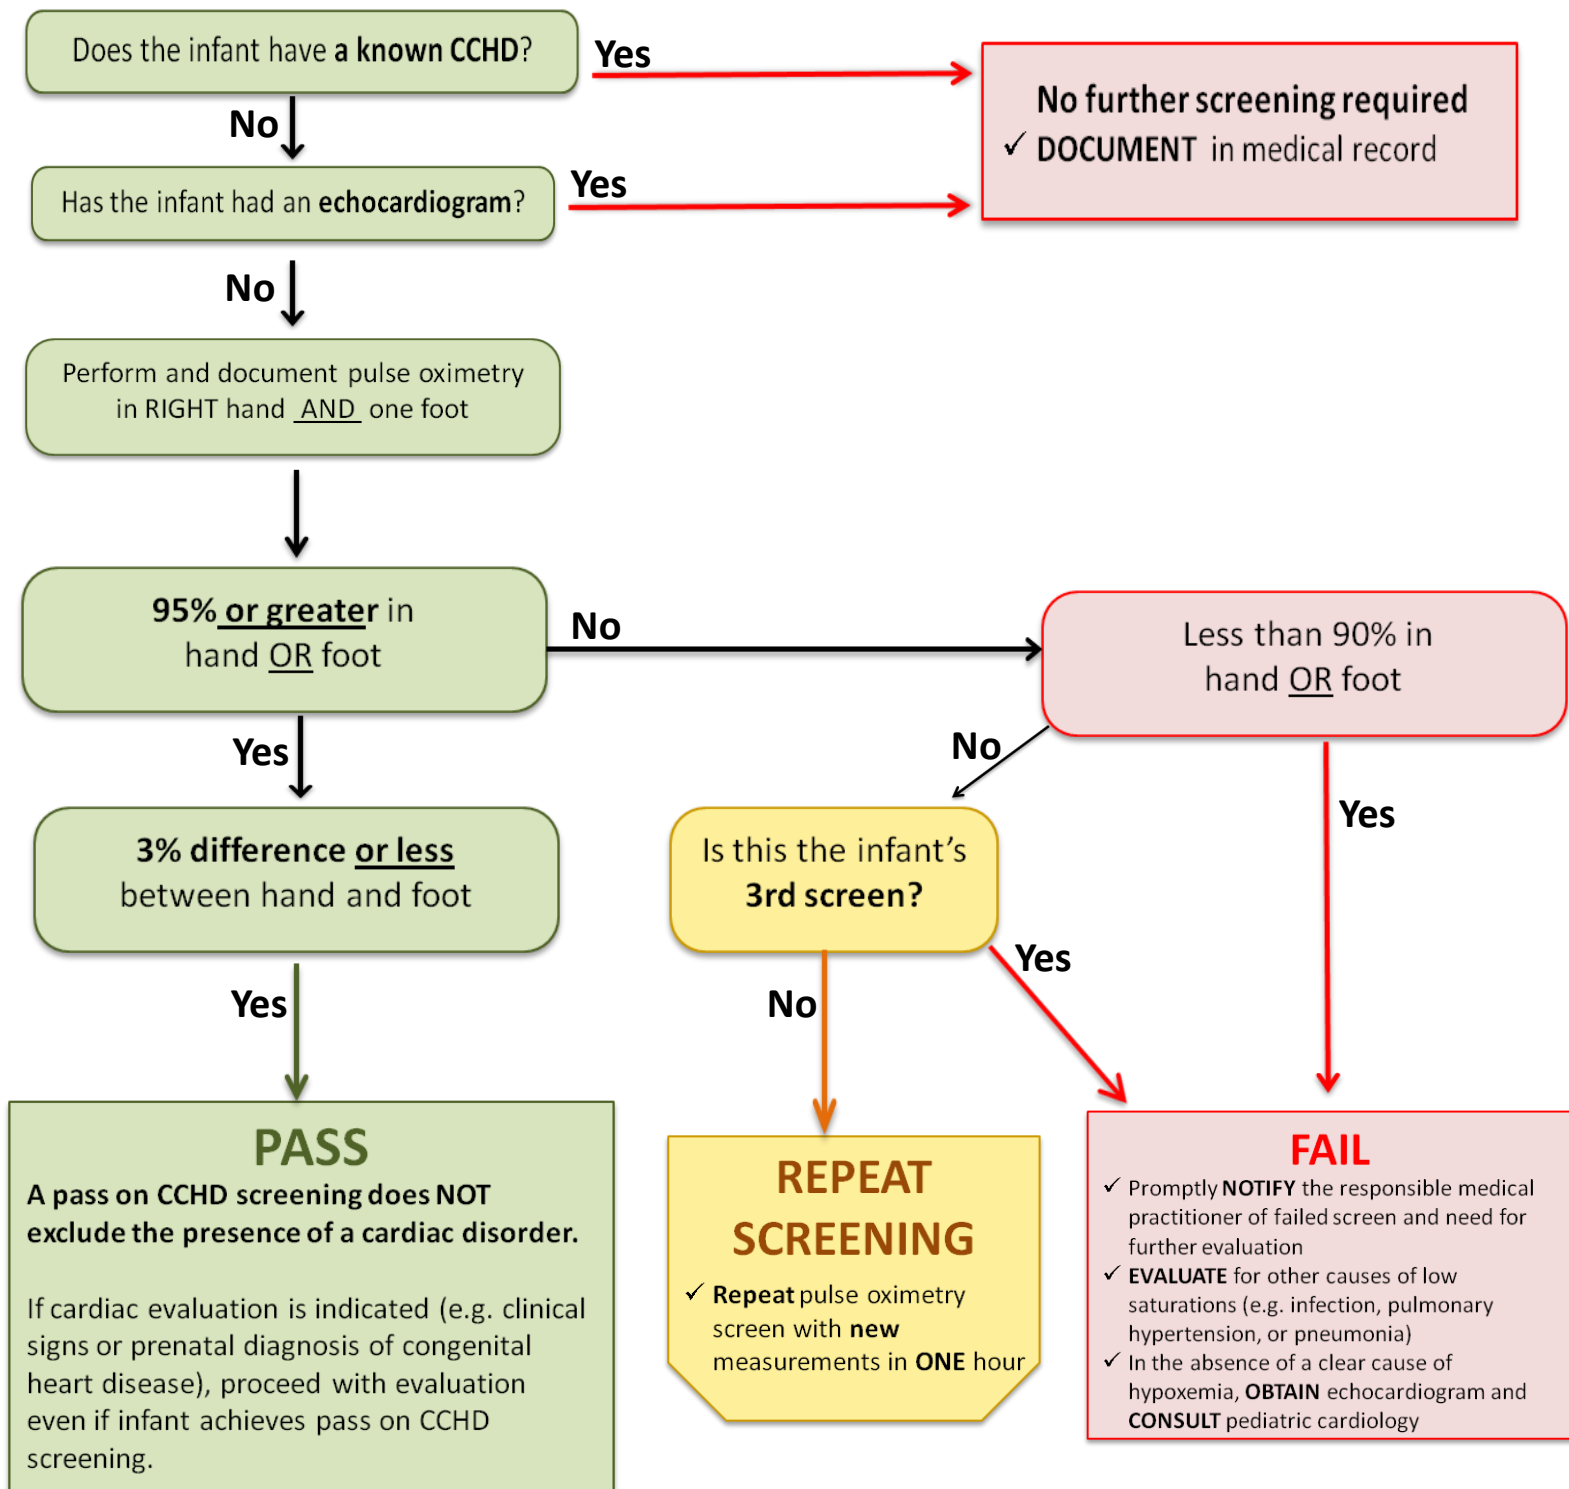 Does the infant have a known CCHD?
Yes
No further screening required
✓ DOCUMENT in medical record
No
Has the infant had an echocardiogram?
Yes
No
Perform and document pulse oximetry
in RIGHT hand AND one foot
95% or greater in
hand OR foot
No
Less than 90% in
hand OR foot
Yes
No
Yes
3% difference or less
between hand and foot
Is this the infant’s
3rd screen?
Yes
No
Yes
PASS
A pass on CCHD screening does NOT
exclude the presence of a cardiac disorder.
If cardiac evaluation is indicated (e.g. clinical
signs or prenatal diagnosis of congenital
heart disease), proceed with evaluation
even if infant achieves pass on CCHD
screening.
REPEAT
SCREENING
✓ Repeat pulse oximetry
screen with new
measurements in ONE hour
FAIL
✓ Promptly NOTIFY the responsible medical
practitioner of failed screen and need for
further evaluation
✓ EVALUATE for other causes of low
saturations (e.g. infection, pulmonary
hypertension, or pneumonia)
✓ In the absence of a clear cause of
hypoxemia, OBTAIN echocardiogram and
CONSULT pediatric cardiology